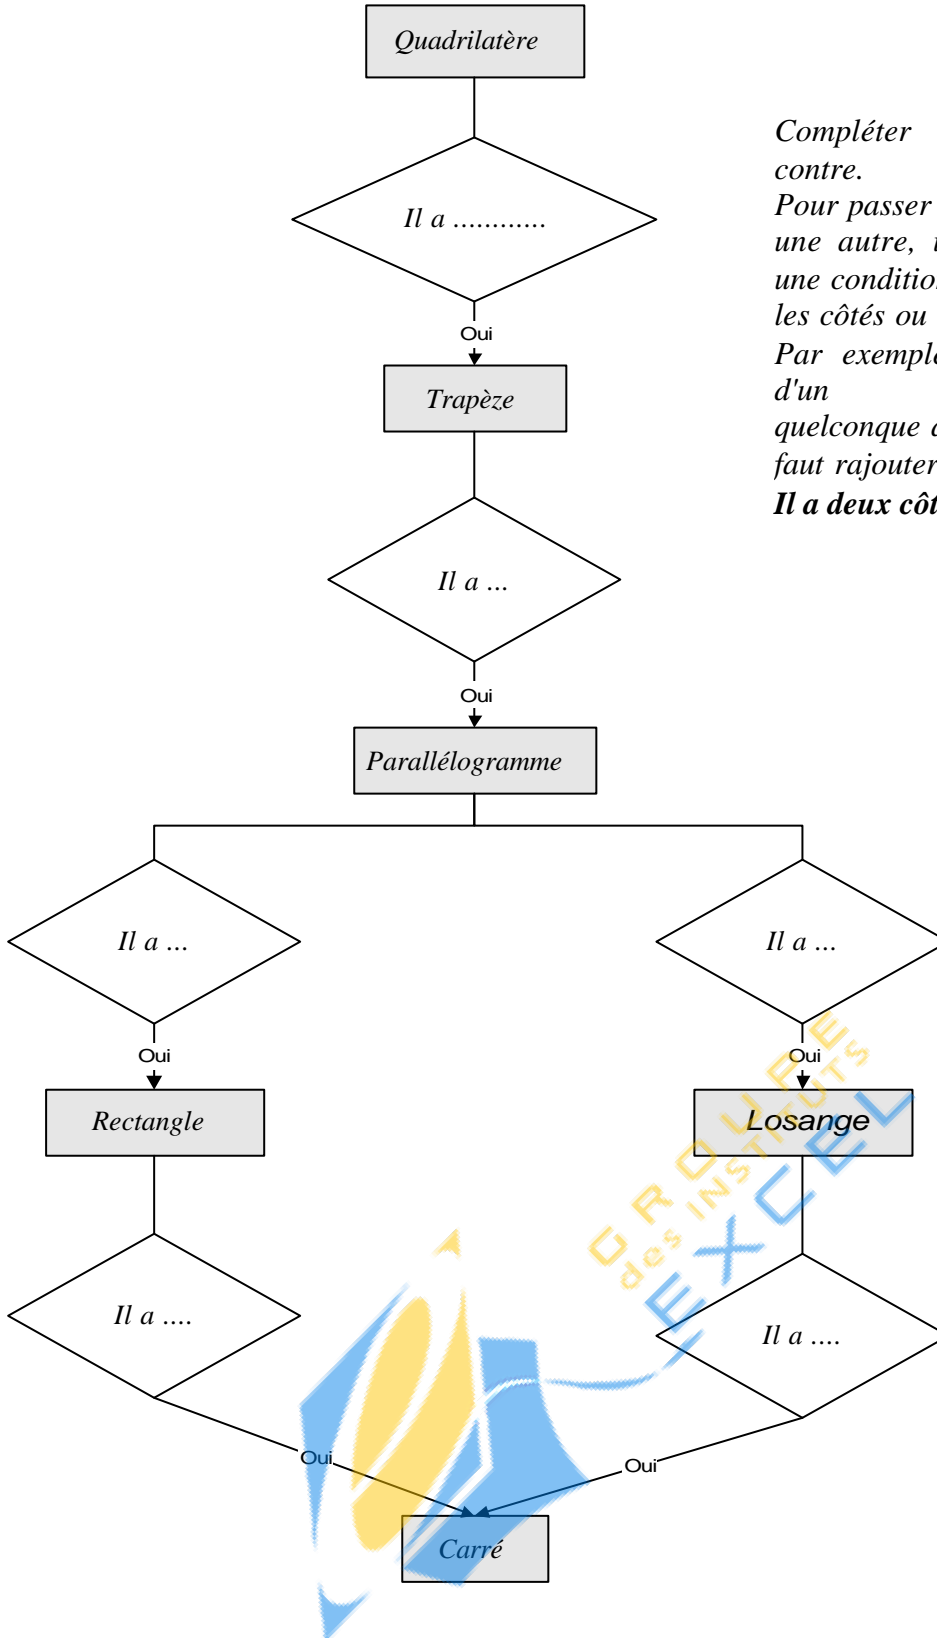 Quadrilatère
Compléter
contre.
Pour passer
une autre,
une condition
les côtés ou
Par exemple
d'un
quelconque
faut rajouter
Il a deux
Il a ............
Oui
Trapèze
Il a ...
Oui
Parallélogramme
Il a ...
Il a ...
Oui
Oui
Rectangle
Losange
GROUPE
des INSTITUTS
EXCEL
Il a ....
Il a ....
Oui
Oui
Carré